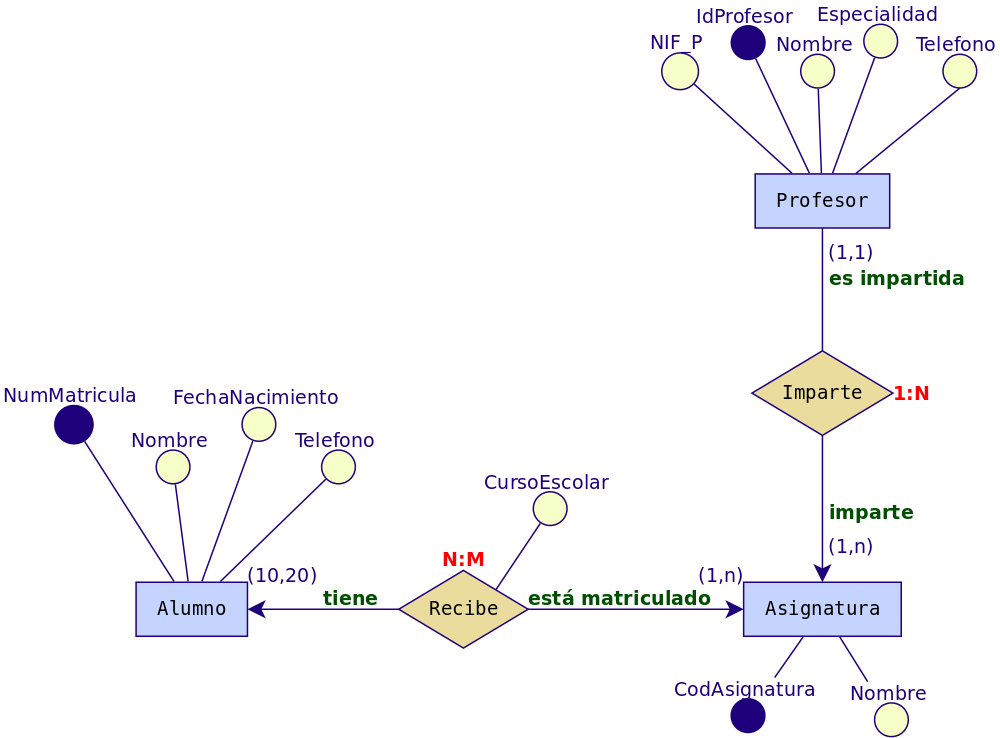 IdProfesor
Especialidad
NIF_P
Nombre
Telefono
Profesor
(1,1)
es impartida
Imparte
1:N
imparte
(1,n)
NumMatricula
FechaNacimiento
Nombre
Telefono
CursoEscolar
(10,20)
N:M
(1,n)
Alumno
tiene
Recibe
está matriculado
Asignatura
CodAsignatura
Nombre